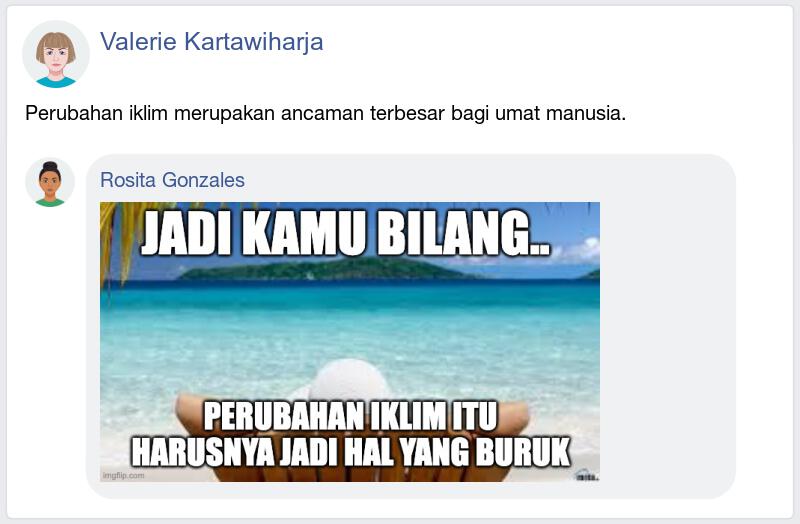 Valerie Kartawiharja
Perubahan iklim merupakan ancaman terbesar bagi umat manusia.
Rosita Gonzales
JADI KAMU BILANG..
PERUBAHAN IKLIM ITU
HARUSNYA JADI HAL YANG BURUK
imgflip.com